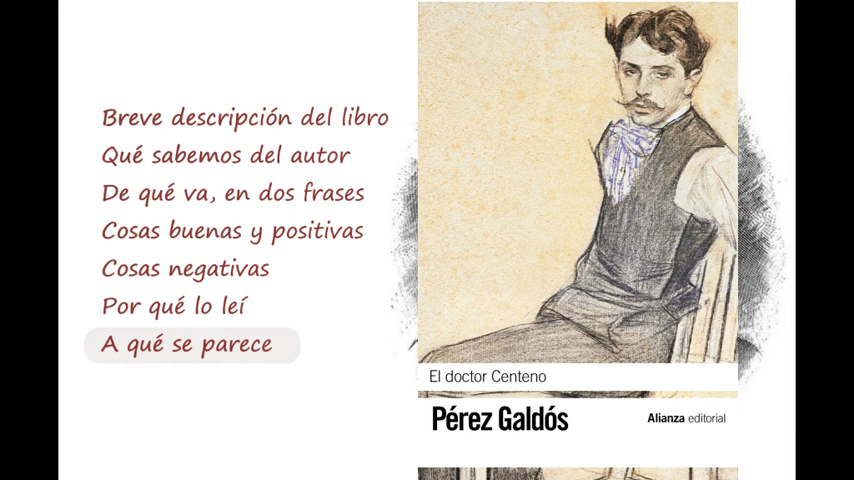 Breve descripción del libro
Qué sabemos del autor
De qué va, en dos frases
Cosas buenas y positivas
Cosas negativas
Por qué lo leí
A qué se parece
El doctor Centeno
Pérez Galdós
Alianza editorial